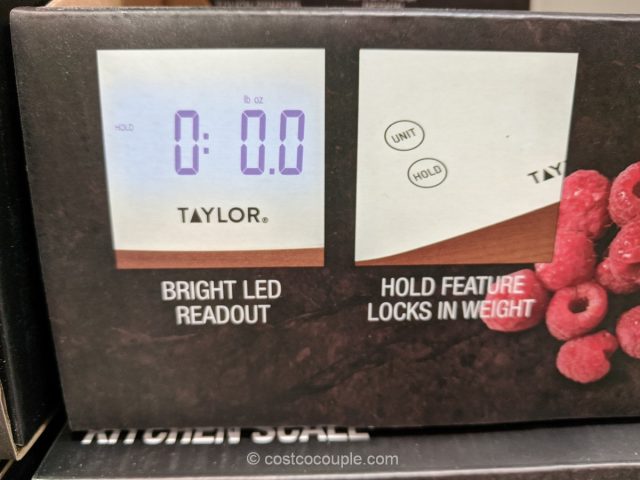 lb oz
HOLD
0: 0.0
TAYLOR®
UNIT
HOLD
TAY
BRIGHT LED
READOUT
HOLD FEATURE
LOCKS IN WEIGHT
KITCHEN SCALE
© costcocouple.com